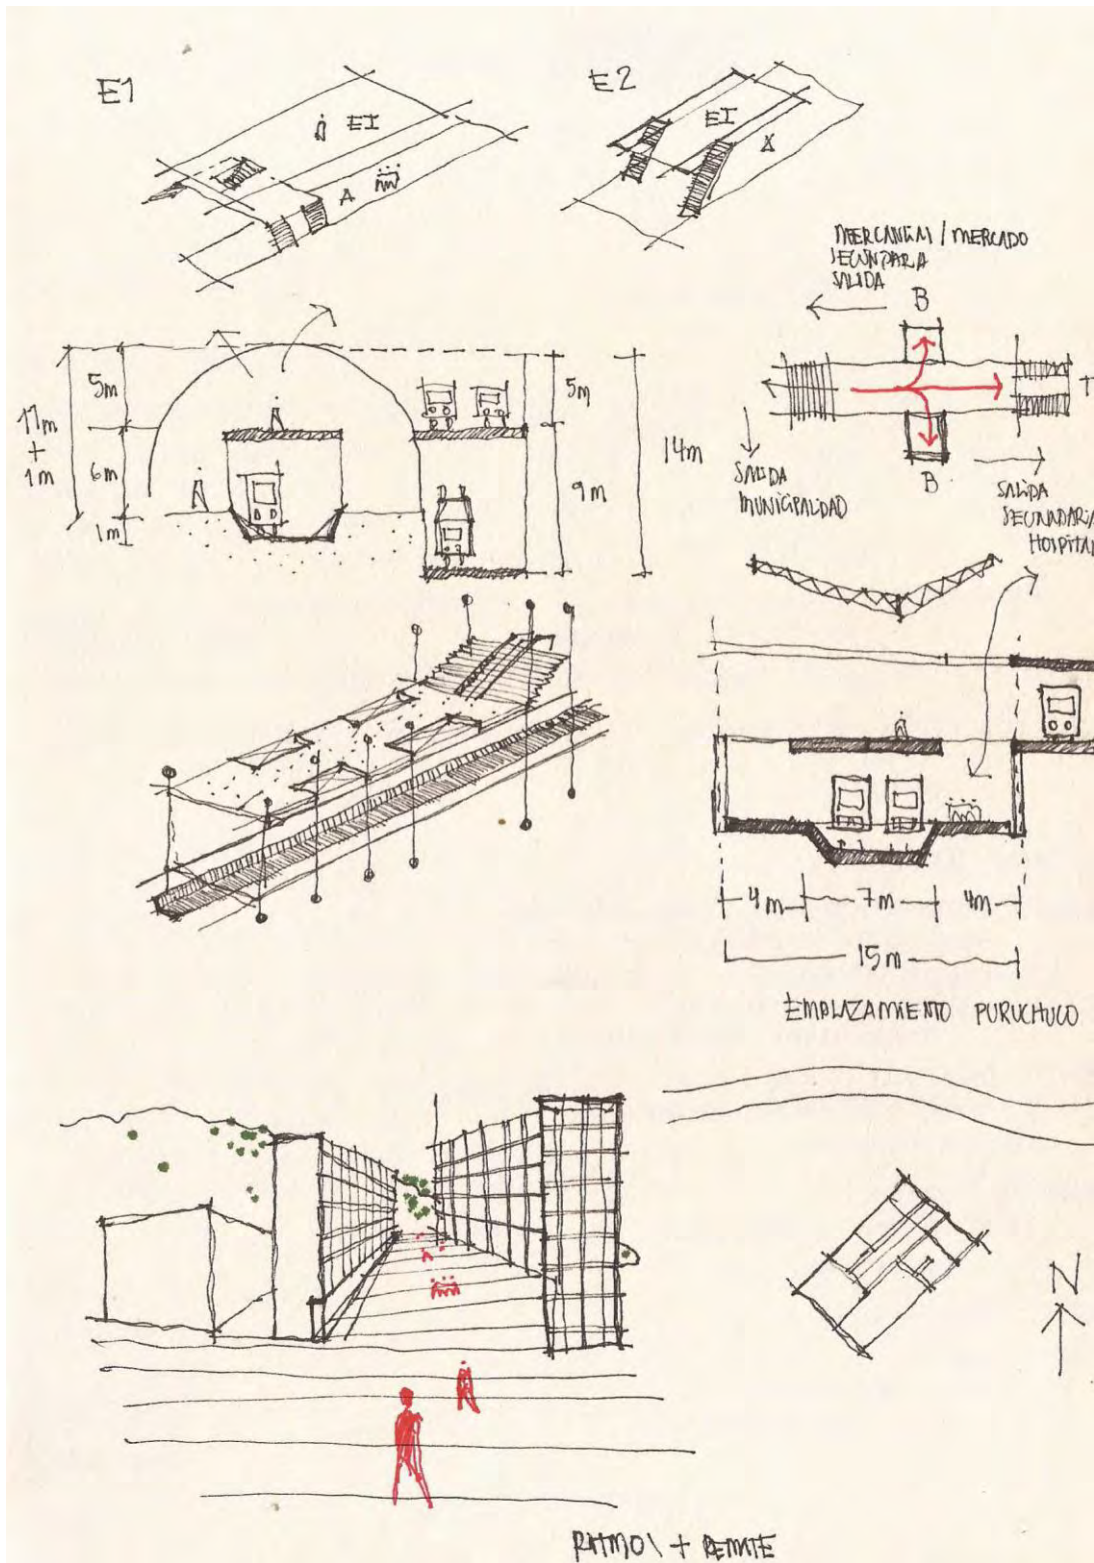 E1
EI
A
E2
EI
A
MERCANTIL / MERCADO
SECUNDARA
SALIDA
B
B
T
SALIDA
MUNICIPALIDAD
SALIDA
SECUNDARIA
HOSPITAL
5m
11m
+
1m
6m
1m
5m
9m
14m
4m
7m
4m
15m
EMPLAZAMIENTO PURUCHUCO
N
RITMO + REMATE